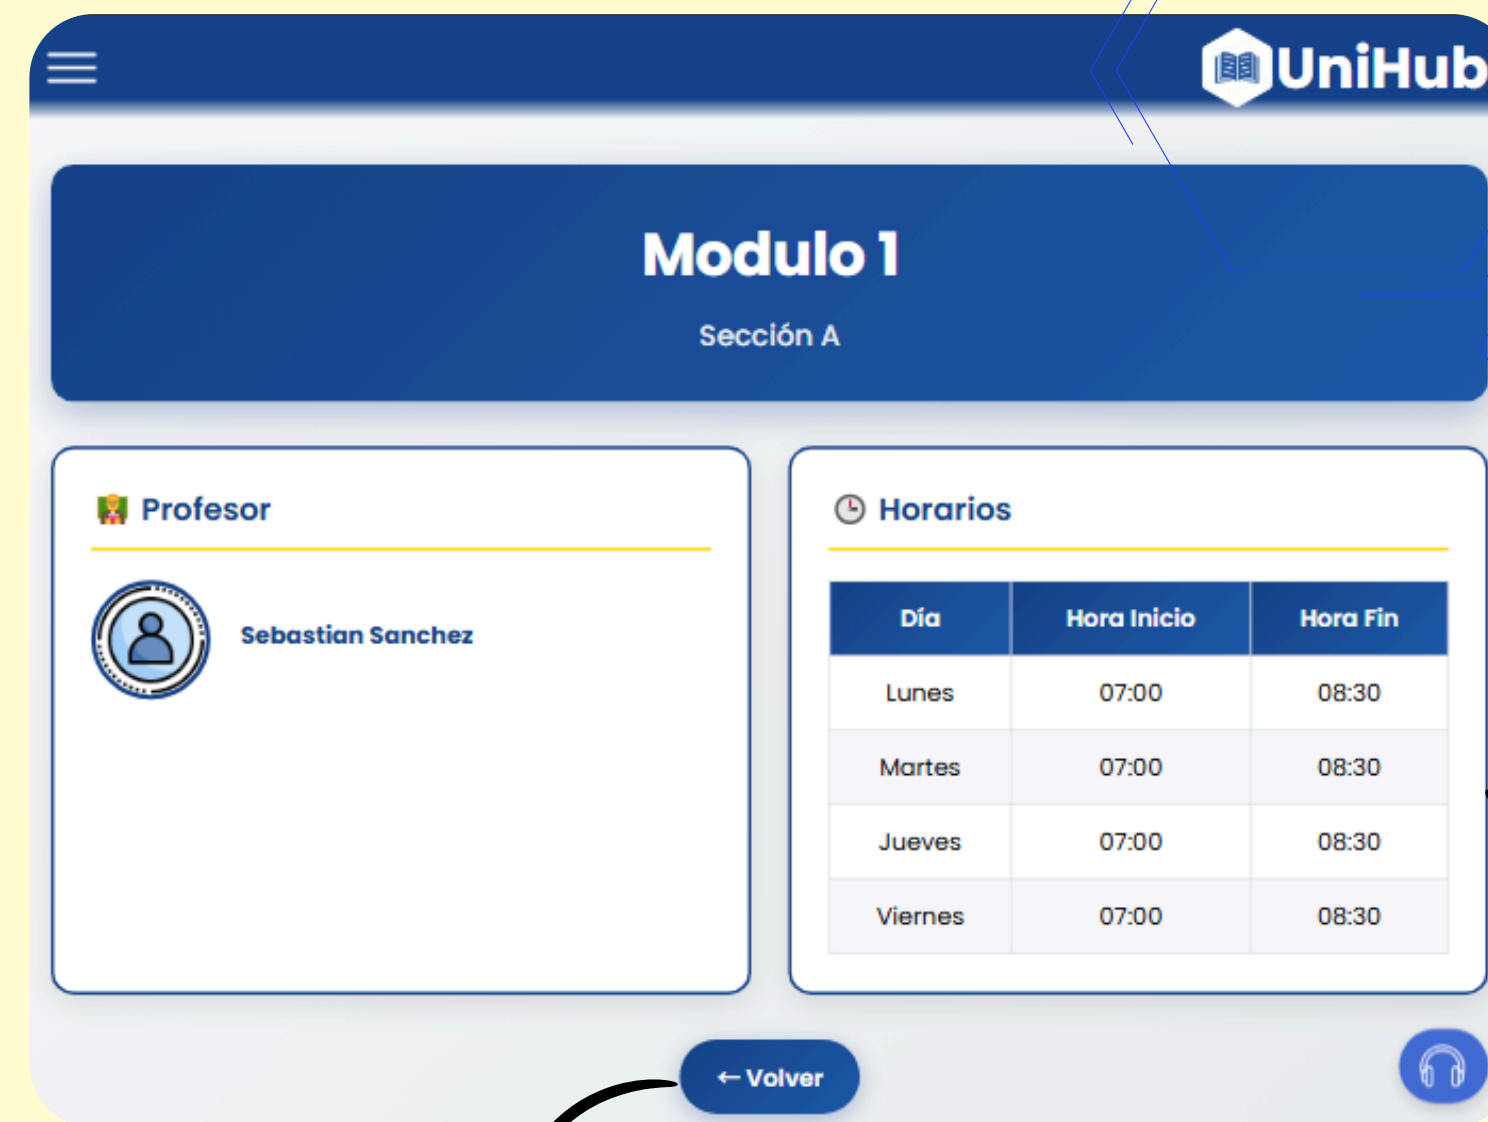 UniHub
Modulo 1
Sección A
Profesor
Sebastian Sanchez
Horarios
Día Hora Inicio Hora Fin
Lunes 07:00 08:30
Martes 07:00 08:30
Jueves 07:00 08:30
Viernes 07:00 08:30
← Volver